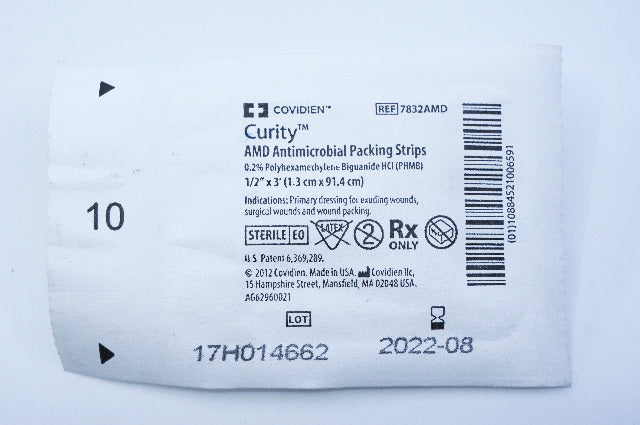 COVIDIEN™
REF 7832AMD
Curity™
AMD Antimicrobial Packing Strips
0.2% Polyhexamethylene Biguanide HCl (PHMB)
1/2" x 3' (1.3 cm x 91.4 cm)
Indications: Primary dressing for exuding wounds,
surgical wounds and wound packing.
STERILE EO
LATEX
2
Rx
ONLY
U.S. Patent 6,369,289.
© 2012 Covidien. Made in USA. Covidien llc,
15 Hampshire Street, Mansfield, MA 02048 USA.
AG62960021
(01)10884521006591
10
LOT
17H014662
2022-08